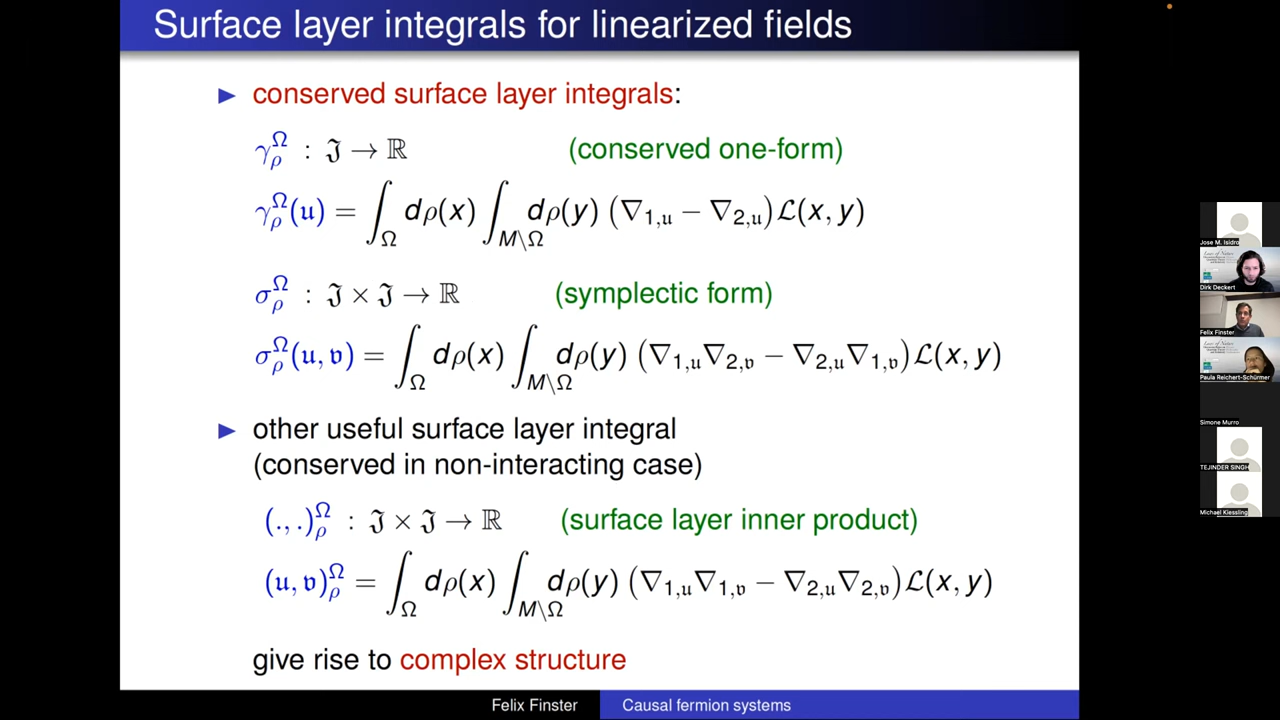 Surface layer integrals for linearized fields
▶ conserved surface layer integrals:
γ_ρ^Ω : 𝔍 → ℝ (conserved one-form)
γ_ρ^Ω(𝔲) = ∫_Ω dρ(x) ∫_{M\Ω} dρ(y) (∇_{1,𝔲} − ∇_{2,𝔲})ℒ(x, y)
σ_ρ^Ω : 𝔍 × 𝔍 → ℝ (symplectic form)
σ_ρ^Ω(𝔲, 𝔳) = ∫_Ω dρ(x) ∫_{M\Ω} dρ(y) (∇_{1,𝔲}∇_{2,𝔳} − ∇_{2,𝔲}∇_{1,𝔳})ℒ(x, y)
▶ other useful surface layer integral
(conserved in non-interacting case)
(., .)_ρ^Ω : 𝔍 × 𝔍 → ℝ (surface layer inner product)
(𝔲, 𝔳)_ρ^Ω = ∫_Ω dρ(x) ∫_{M\Ω} dρ(y) (∇_{1,𝔲}∇_{1,𝔳} − ∇_{2,𝔲}∇_{2,𝔳})ℒ(x, y)
give rise to complex structure
Felix Finster Causal fermion systems
Jose M. Isidro
Dirk Deckert
Felix Finster
Paula Reichert-Schürmer
Simone Murro
TEJINDER SINGH
Michael Kiessling